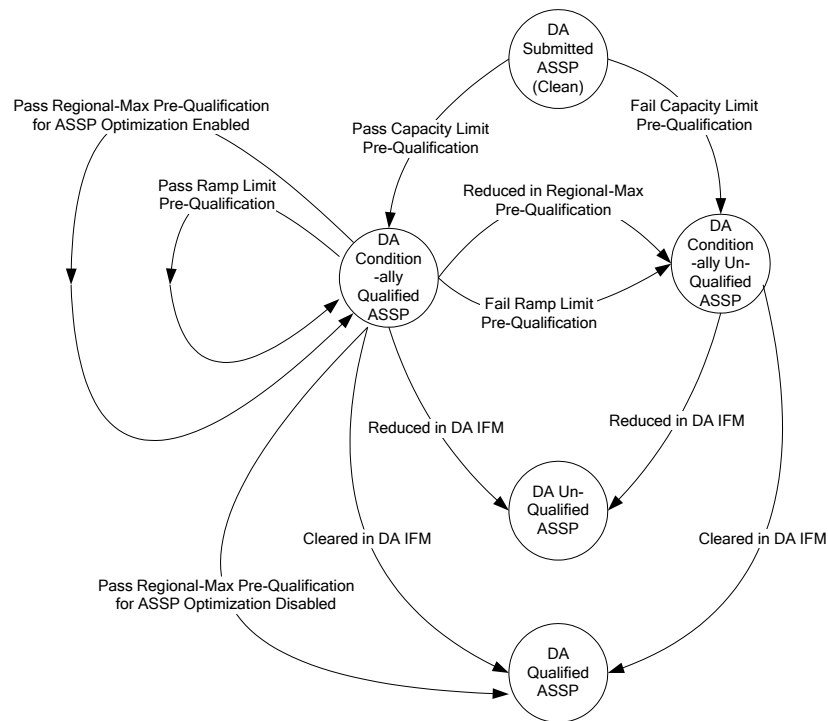 DA
Submitted
ASSP
(Clean)
Pass Regional-Max Pre-Qualification
for ASSP Optimization Enabled
Fail Capacity Limit
Pre-Qualification
Pass Capacity Limit
Pre-Qualification
Pass Ramp Limit
Pre-Qualification
Reduced in Regional-Max
Pre-Qualification
DA
Condition
-ally
Qualified
ASSP
DA
Condition
-ally Un-
Qualified
ASSP
Fail Ramp Limit
Pre-Qualification
Reduced in DA IFM
Reduced in DA IFM
DA Un-
Qualified
ASSP
Cleared in DA IFM
Cleared in DA IFM
Pass Regional-Max Pre-Qualification
for ASSP Optimization Disabled
DA
Qualified
ASSP